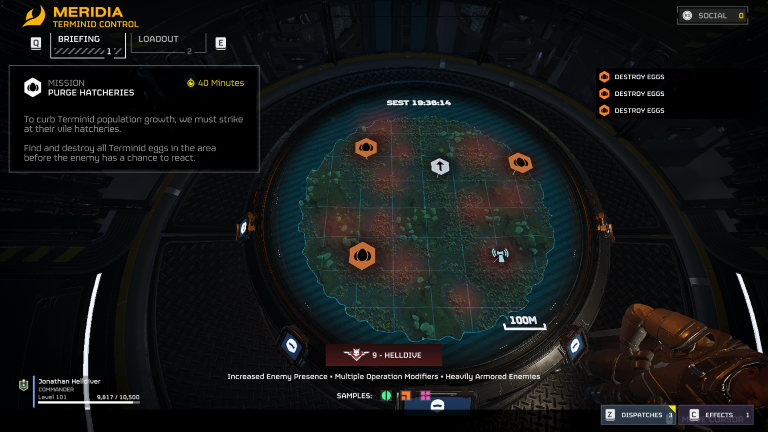 MERIDIA
TERMINID CONTROL
SOCIAL 0
Q BRIEFING 1 LOADOUT 2 E
MISSION
PURGE HATCHERIES
40 Minutes
To curb Terminid population growth, we must strike
at their vile hatcheries.
Find and destroy all Terminid eggs in the area
before the enemy has a chance to react.
DESTROY EGGS
DESTROY EGGS
DESTROY EGGS
SEST 19:36:14
100M
9 - HELLDIVE
Increased Enemy Presence • Multiple Operation Modifiers • Heavily Armored Enemies
SAMPLES:
Jonathan Helldiver
COMMANDER
Level 101 9,817 / 10,500
Z DISPATCHES 3
C EFFECTS 1
MOVE CURSOR